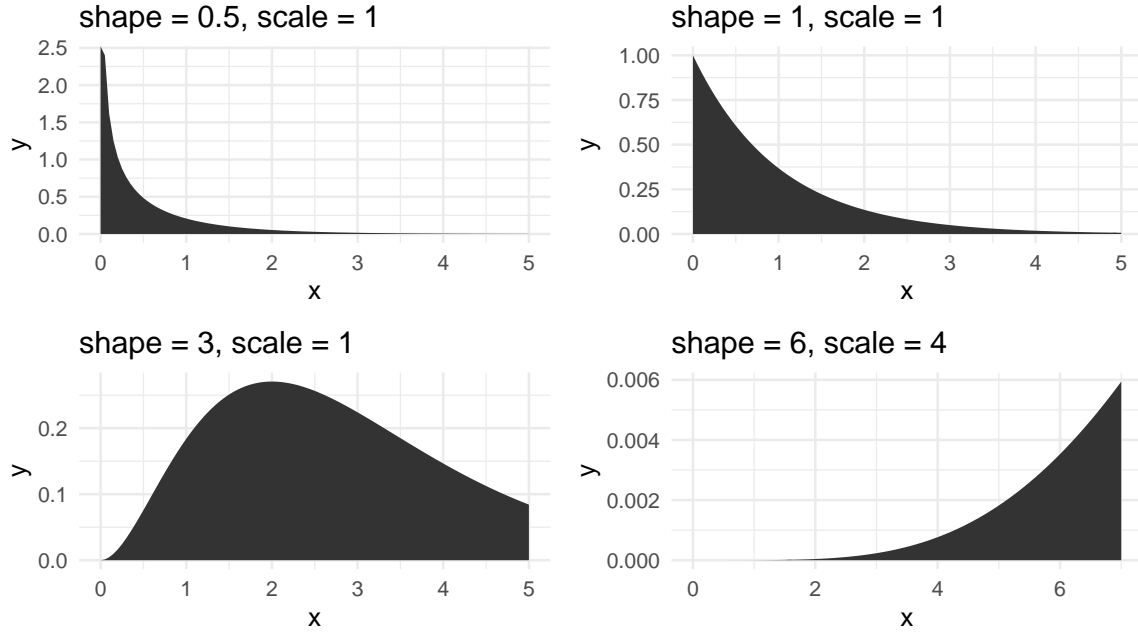 shape = 0.5, scale = 1
2.5
2.0
1.5
1.0
0.5
0.0
y
0 1 2 3 4 5
x
shape = 1, scale = 1
1.00
0.75
0.50
0.25
0.00
y
0 1 2 3 4 5
x
shape = 3, scale = 1
0.2
0.1
0.0
y
0 1 2 3 4 5
x
shape = 6, scale = 4
0.006
0.004
0.002
0.000
y
0 2 4 6
x